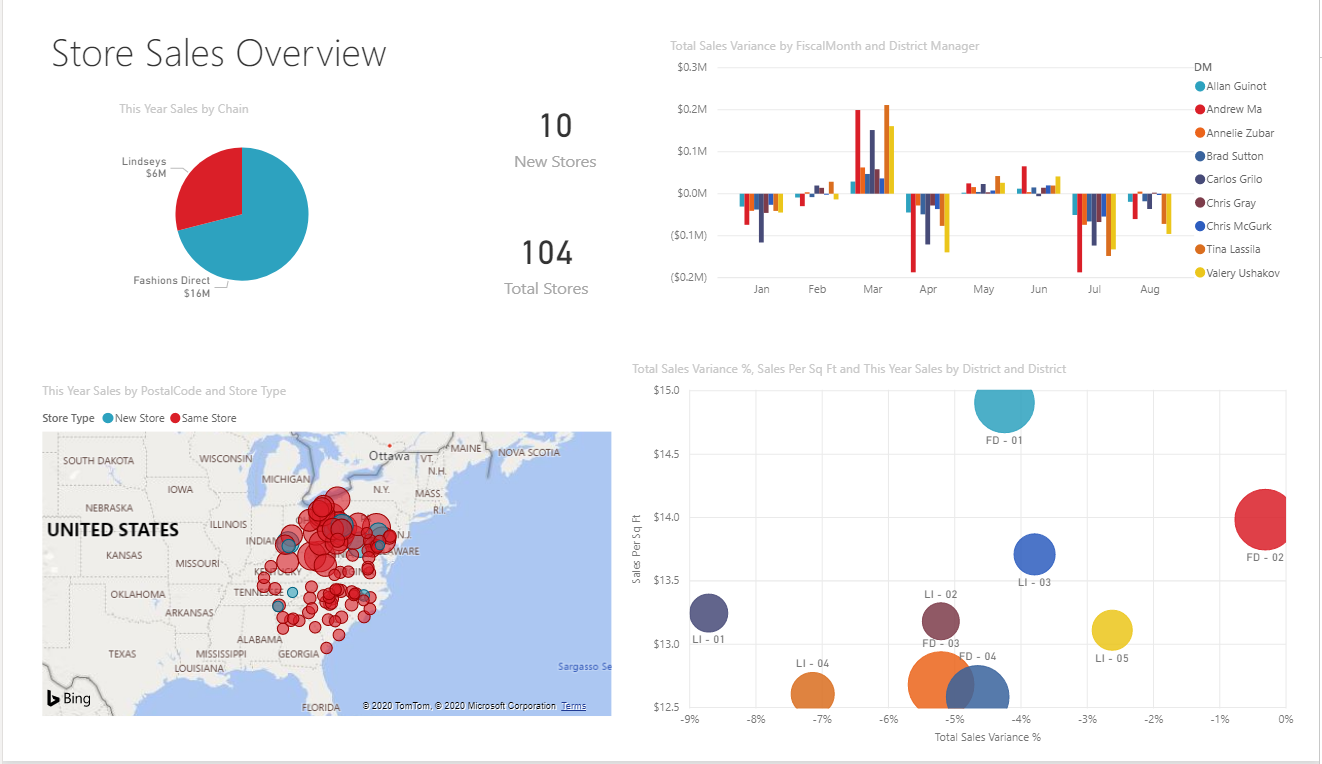 Store Sales Overview
This Year Sales by Chain
Lindseys
$6M
Fashions Direct
$16M
10
New Stores
104
Total Stores
Total Sales Variance by FiscalMonth and District Manager
$0.3M
$0.2M
$0.1M
$0.0M
($0.1M)
($0.2M)
Jan Feb Mar Apr May Jun Jul Aug
DM
Allan Guinot
Andrew Ma
Annelie Zubar
Brad Sutton
Carlos Grilo
Chris Gray
Chris McGurk
Tina Lassila
Valery Ushakov
This Year Sales by PostalCode and Store Type
Store Type New Store Same Store
Ottawa
MAINE
NOVA SCOTIA
VT.
N.H.
SOUTH DAKOTA
WISCONSIN
MICHIGAN
N.Y.
MASS.
R.I.
IOWA
NEBRASKA
UNITED STATES
ILLINOIS
INDIAN
N.J.
AWARE
KANSAS
MISSOURI
KENTUCKY
OKLAHOMA
TENNESSEE
ARKANSAS
ALABAMA
TEXAS
MISSISSIPPI
GEORGIA
LOUISIANA
Sargasso Se
FLORIDA
Bing
© 2020 TomTom, © 2020 Microsoft Corporation Terms
Total Sales Variance %, Sales Per Sq Ft and This Year Sales by District and District
Sales Per Sq Ft
$15.0
$14.5
$14.0
$13.5
$13.0
$12.5
FD - 01
FD - 02
LI - 03
LI - 02
LI - 01
FD - 03
LI - 05
FD - 04
LI - 04
-9% -8% -7% -6% -5% -4% -3% -2% -1% 0%
Total Sales Variance %